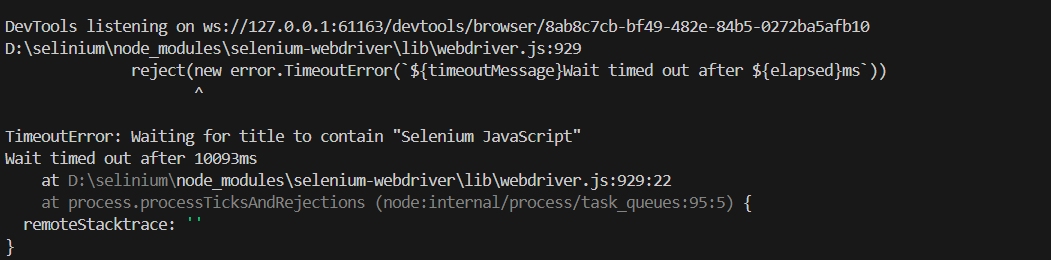 DevTools listening on ws://127.0.0.1:61163/devtools/browser/8ab8c7cb-bf49-482e-84b5-0272ba5afb10
D:\selinium\node_modules\selenium-webdriver\lib\webdriver.js:929
reject(new error.TimeoutError(`${timeoutMessage}Wait timed out after ${elapsed}ms`))
^
TimeoutError: Waiting for title to contain "Selenium JavaScript"
Wait timed out after 10093ms
at D:\selinium\node_modules\selenium-webdriver\lib\webdriver.js:929:22
at process.processTicksAndRejections (node:internal/process/task_queues:95:5) {
remoteStacktrace: ''
}